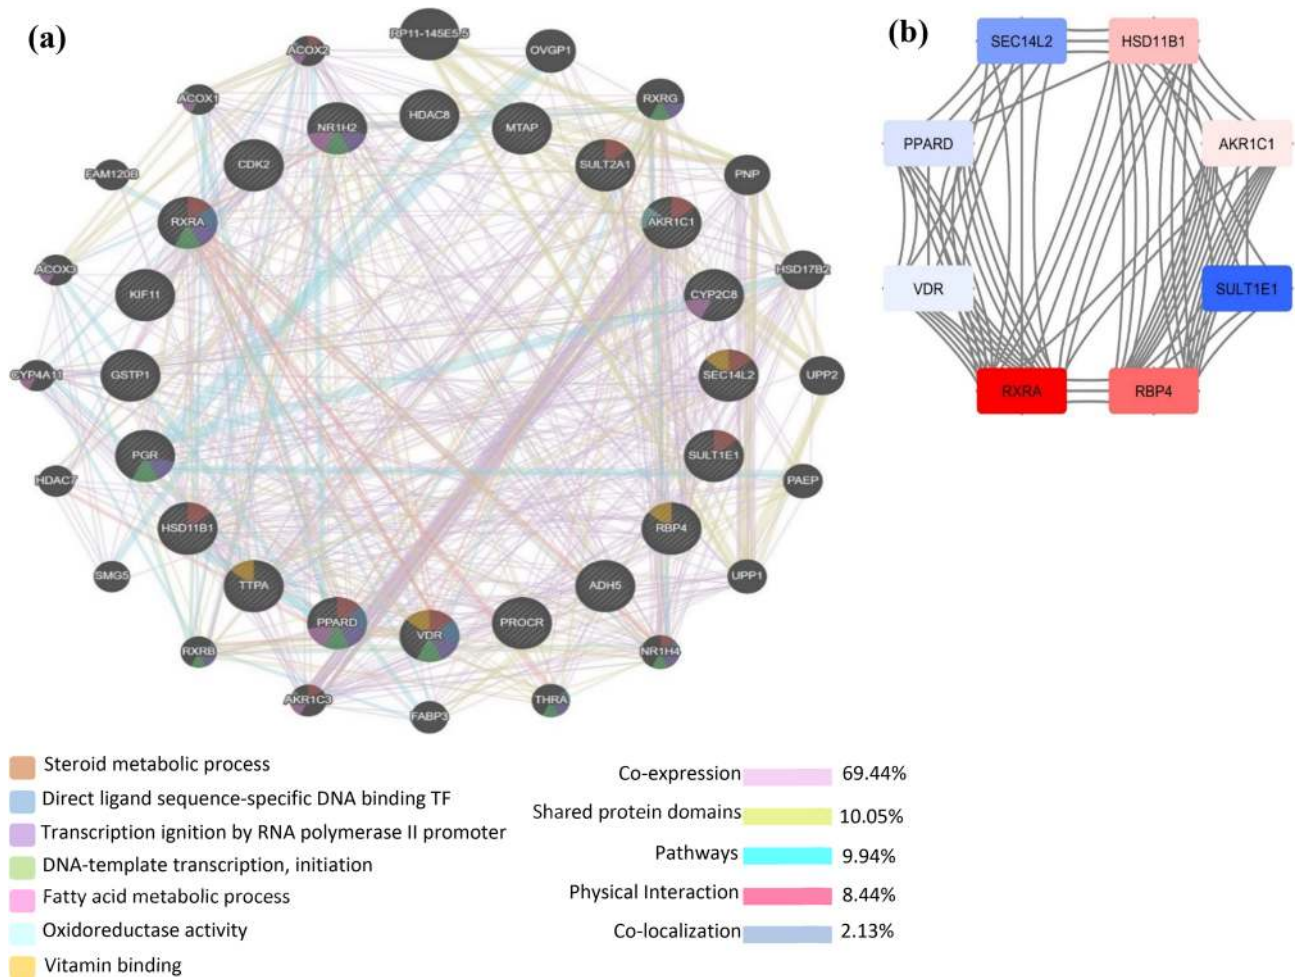 (a)
RP11-145E5.5
ACOX2
OVGP1
ACOX1
RXRG
HDAC8
NR1H2
MTAP
CDK2
SULT2A1
FAM120B
PNP
RXRA
AKR1C1
ACOX3
HSD17B2
KIF11
CYP2C8
CYP4A11
GSTP1
SEC14L2
UPP2
PGR
SULT1E1
HDAC7
PAEP
HSD11B1
RBP4
SMG5
TTPA
ADH5
UPP1
PPARD
VDR
PROCR
RXRB
NR1H4
AKR1C3
FABP3
THRA
(b)
SEC14L2
HSD11B1
PPARD
AKR1C1
VDR
SULT1E1
RXRA
RBP4
Steroid metabolic process
Direct ligand sequence-specific DNA binding TF
Transcription ignition by RNA polymerase II promoter
DNA-template transcription, initiation
Fatty acid metabolic process
Oxidoreductase activity
Vitamin binding
Co-expression 69.44%
Shared protein domains 10.05%
Pathways 9.94%
Physical Interaction 8.44%
Co-localization 2.13%